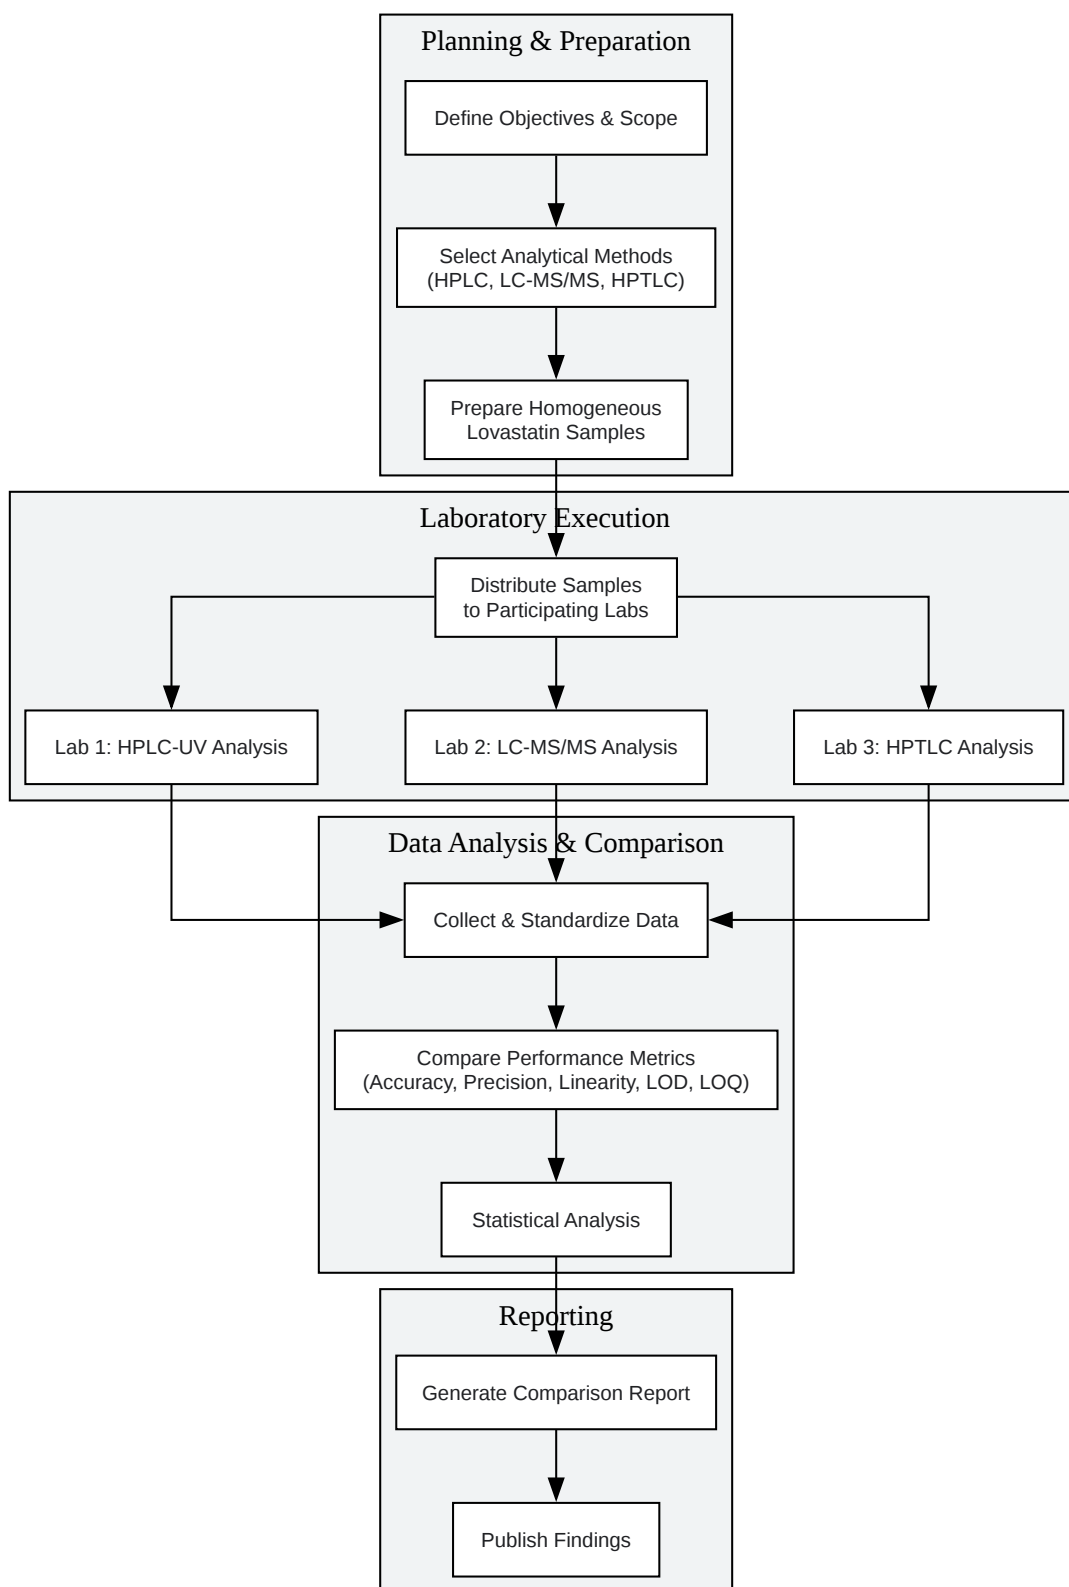 Planning & Preparation
Define Objectives & Scope
Select Analytical Methods
(HPLC, LC-MS/MS, HPTLC)
Prepare Homogeneous
Lovastatin Samples
Laboratory Execution
Distribute Samples
to Participating Labs
Lab 1: HPLC-UV Analysis
Lab 2: LC-MS/MS Analysis
Lab 3: HPTLC Analysis
Data Analysis & Comparison
Collect & Standardize Data
Compare Performance Metrics
(Accuracy, Precision, Linearity, LOD, LOQ)
Statistical Analysis
Reporting
Generate Comparison Report
Publish Findings